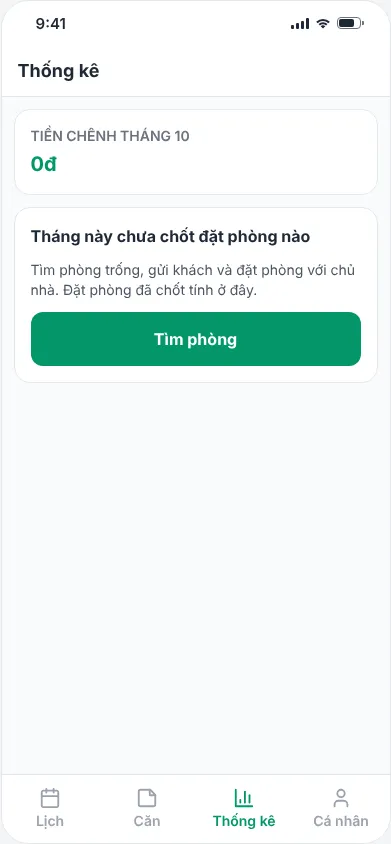 9:41
Thống kê
TIỀN CHÊNH THÁNG 10
0đ
Tháng này chưa chốt đặt phòng nào
Tìm phòng trống, gửi khách và đặt phòng với chủ
nhà. Đặt phòng đã chốt tính ở đây.
Tìm phòng
Lịch
Căn
Thống kê
Cá nhân